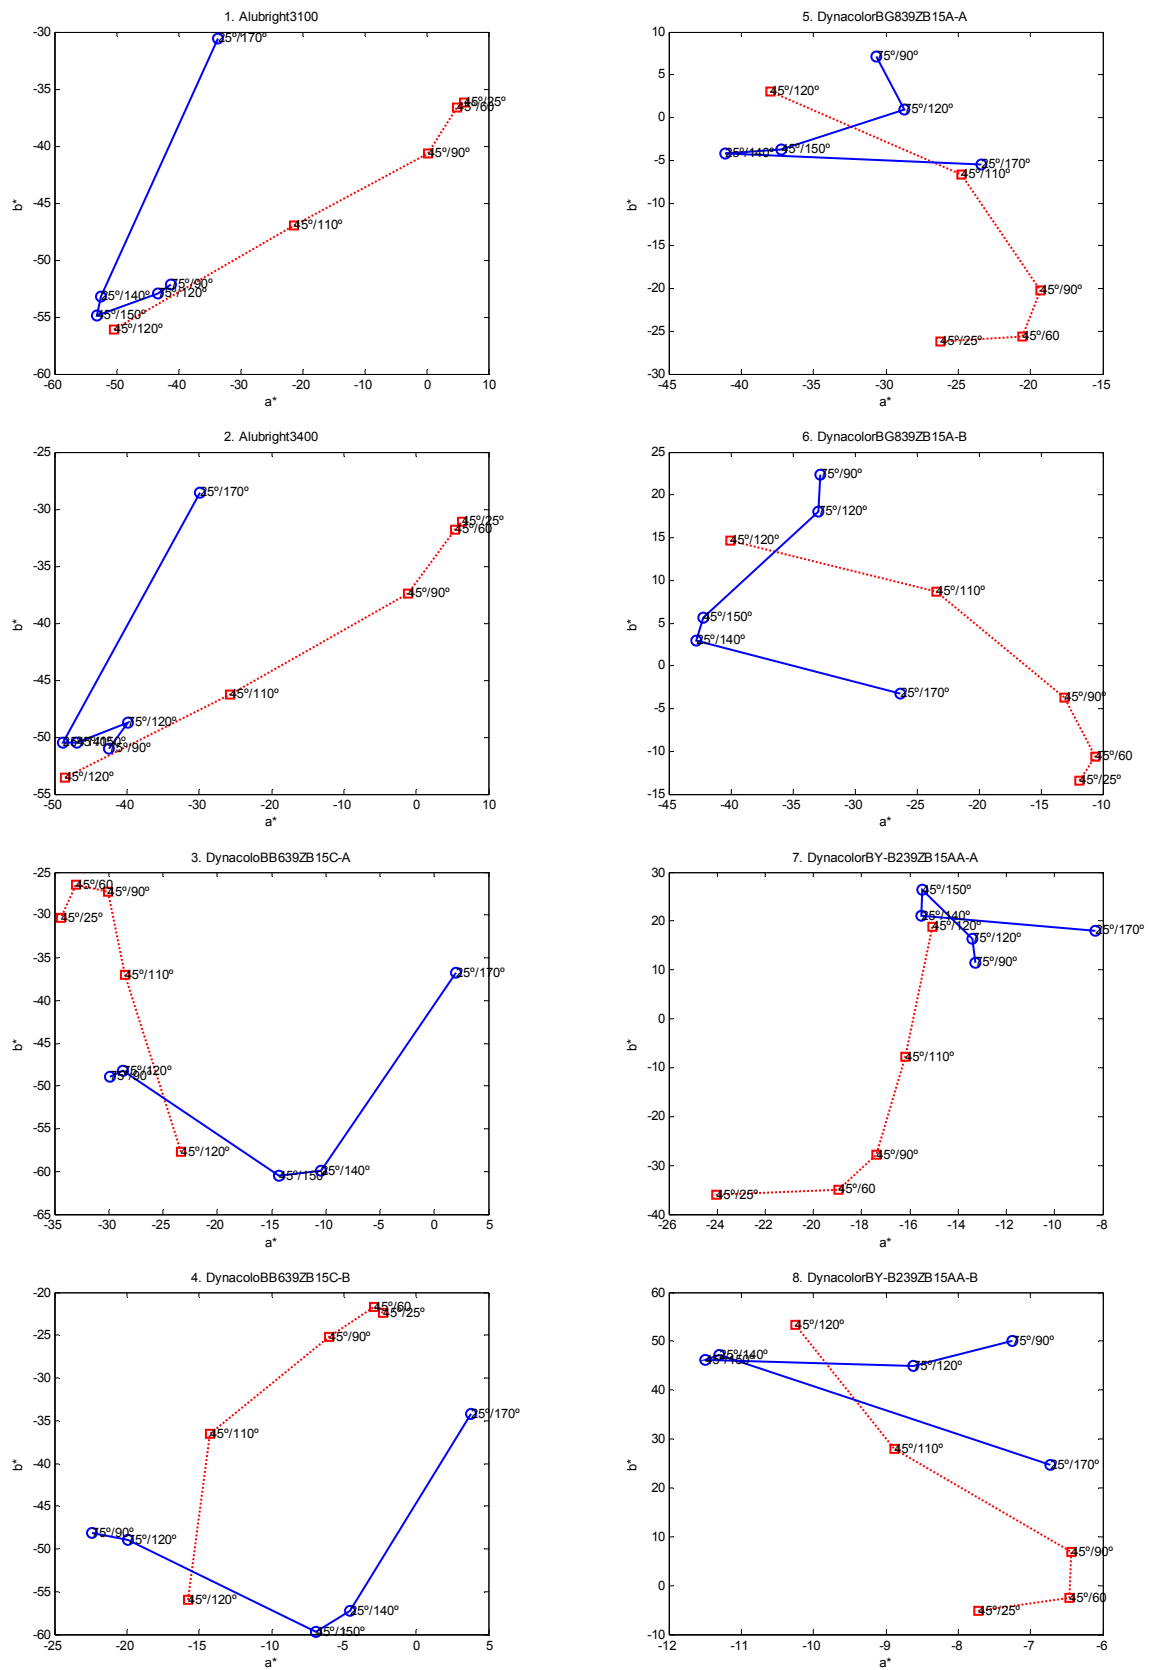 1. Alubright3100
-30
-35
-40
-45
-50
-55
-60
b*
25º/170º
45º/25º
45º/60
45º/90º
45º/110º
75º/90º
75º/120º
25º/140º
45º/150º
45º/120º
-60 -50 -40 -30 -20 -10 0 10
a*
5. DynacolorBG839ZB15A-A
10
5
0
-5
-10
-15
-20
-25
-30
b*
75º/90º
45º/120º
75º/120º
45º/150º
25º/140º
25º/170º
45º/110º
45º/90º
45º/60
45º/25º
-45 -40 -35 -30 -25 -20 -15
a*
2. Alubright3400
-25
-30
-35
-40
-45
-50
-55
b*
25º/170º
45º/25º
45º/60
45º/90º
45º/110º
75º/120º
25º/140º
45º/150º
75º/90º
45º/120º
-50 -40 -30 -20 -10 0 10
a*
6. DynacolorBG839ZB15A-B
25
20
15
10
5
0
-5
-10
-15
b*
75º/90º
75º/120º
45º/120º
45º/110º
45º/150º
25º/140º
25º/170º
45º/90º
45º/60
45º/25º
-45 -40 -35 -30 -25 -20 -15 -10
a*
3. DynacoloBB639ZB15C-A
-25
-30
-35
-40
-45
-50
-55
-60
-65
b*
45º/60
45º/90º
45º/25º
45º/110º
25º/170º
75º/120º
75º/90º
45º/120º
45º/150º
25º/140º
-35 -30 -25 -20 -15 -10 -5 0 5
a*
7. DynacolorBY-B239ZB15AA-A
30
20
10
0
-10
-20
-30
-40
b*
45º/150º
25º/140º
45º/120º
25º/170º
75º/120º
75º/90º
45º/110º
45º/90º
45º/60
45º/25º
-26 -24 -22 -20 -18 -16 -14 -12 -10 -8
a*
4. DynacoloBB639ZB15C-B
-20
-25
-30
-35
-40
-45
-50
-55
-60
b*
45º/60
45º/25º
45º/90º
25º/170º
45º/110º
75º/90º
75º/120º
45º/120º
25º/140º
45º/150º
-25 -20 -15 -10 -5 0 5
a*
8. DynacolorBY-B239ZB15AA-B
60
50
40
30
20
10
0
-10
b*
45º/120º
75º/90º
25º/140º
45º/150º
75º/120º
45º/110º
25º/170º
45º/90º
45º/60
45º/25º
-12 -11 -10 -9 -8 -7 -6
a*